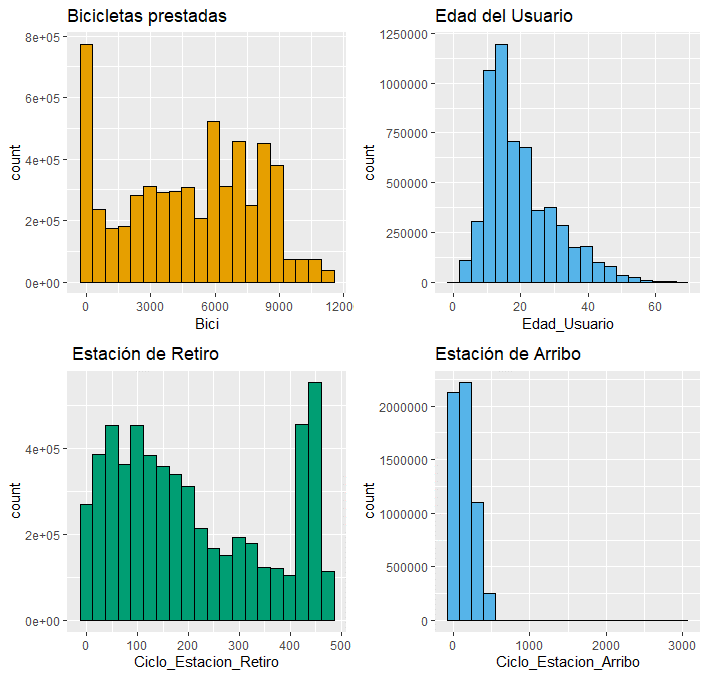 Bicicletas prestadas
8e+05
6e+05
4e+05
2e+05
0e+00
count
0 3000 6000 9000 1200
Bici
Edad del Usuario
1250000
1000000
750000
500000
250000
0
count
0 20 40 60
Edad_Usuario
Estación de Retiro
4e+05
2e+05
0e+00
count
0 100 200 300 400 500
Ciclo_Estacion_Retiro
Estación de Arribo
2000000
1500000
1000000
500000
0
count
0 1000 2000 3000
Ciclo_Estacion_Arribo